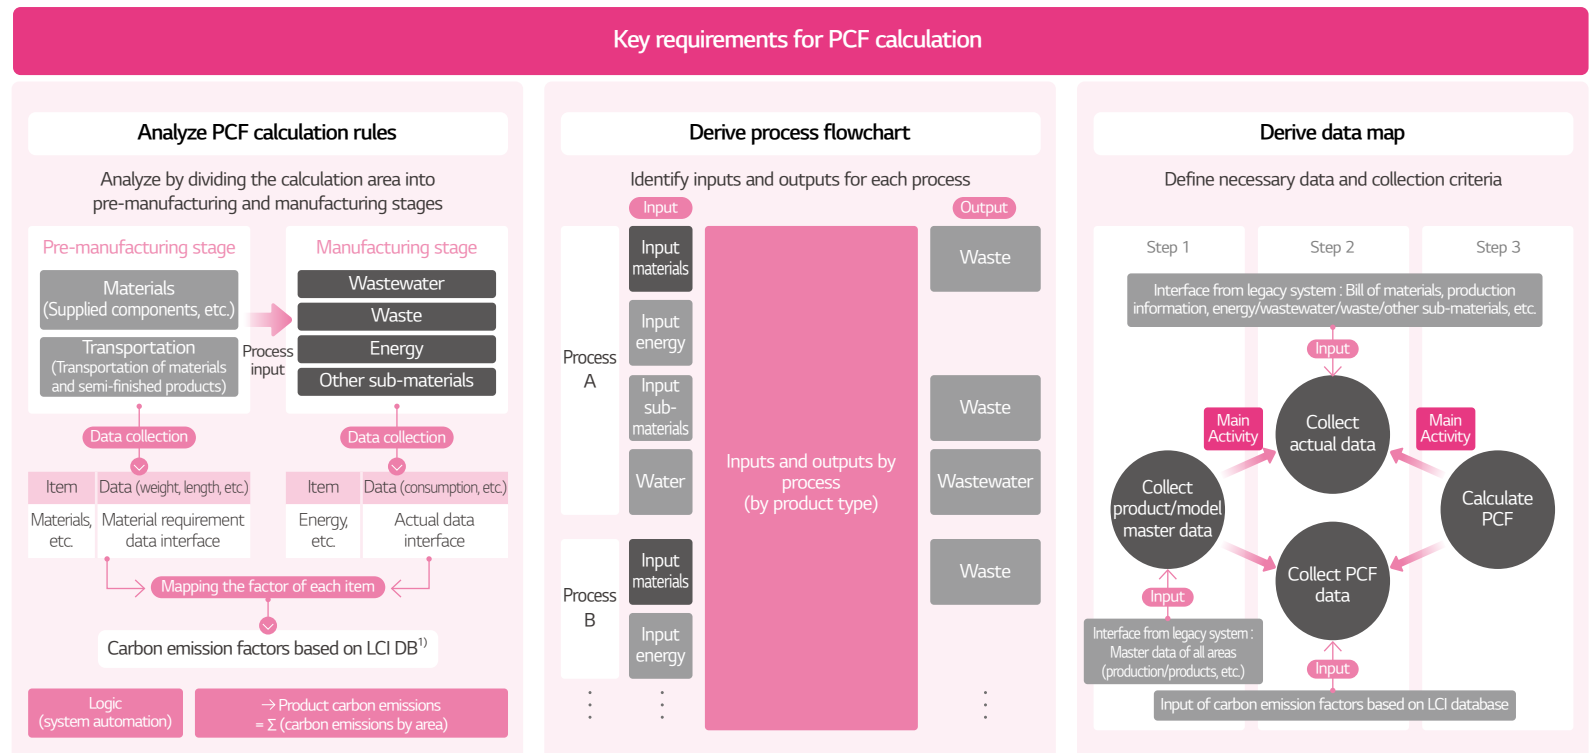 Key requirements for PCF calculation
Analyze PCF calculation rules
Analyze by dividing the calculation area into
pre-manufacturing and manufacturing stages
Pre-manufacturing stage
Materials
(Supplied components, etc.)
Transportation
(Transportation of materials
and semi-finished products)
Process
input
Manufacturing stage
Wastewater
Waste
Energy
Other sub-materials
Data collection
Data collection
Item
Data (weight, length, etc.)
Materials,
etc.
Material requirement
data interface
Item
Data (consumption, etc.)
Energy,
etc.
Actual data
interface
Mapping the factor of each item
Carbon emission factors based on LCI DB1)
Logic
(system automation)
→ Product carbon emissions
= ∑ (carbon emissions by area)
Derive process flowchart
Identify inputs and outputs for each process
Input
Output
Process
A
Input
materials
Input
energy
Input
sub-
materials
Water
Process
B
Input
materials
Input
energy
Inputs and outputs by
process
(by product type)
Waste
Waste
Wastewater
Waste
Derive data map
Define necessary data and collection criteria
Step 1
Step 2
Step 3
Interface from legacy system : Bill of materials, production
information, energy/wastewater/waste/other sub-materials, etc.
Input
Collect
actual data
Main
Activity
Main
Activity
Collect
product/model
master data
Calculate
PCF
Collect PCF
data
Input
Interface from legacy system :
Master data of all areas
(production/products, etc.)
Input
Input of carbon emission factors based on LCI database